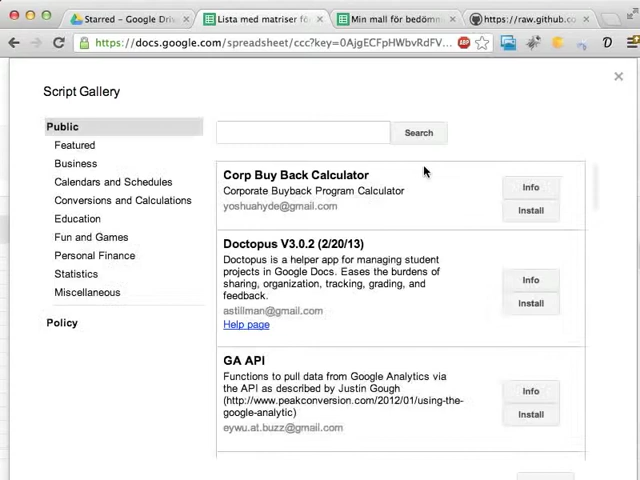 Starred – Google Driv
Lista med matriser fö
Min mall för bedömn
https://raw.github.co
https://docs.google.com/spreadsheet/ccc?key=0AjgECFpHWbvRdFV...
ABP
D
Script Gallery
Public
Featured
Business
Calendars and Schedules
Conversions and Calculations
Education
Fun and Games
Personal Finance
Statistics
Miscellaneous
Policy
Search
Corp Buy Back Calculator
Corporate Buyback Program Calculator
yoshuahyde@gmail.com
Info
Install
Doctopus V3.0.2 (2/20/13)
Doctopus is a helper app for managing student
projects in Google Docs. Eases the burdens of
sharing, organization, tracking, grading, and
feedback.
astillman@gmail.com
Help page
Info
Install
GA API
Functions to pull data from Google Analytics via
the API as described by Justin Gough
(http://www.peakconversion.com/2012/01/using-the-
google-analytic)
eywu.at.buzz@gmail.com
Info
Install